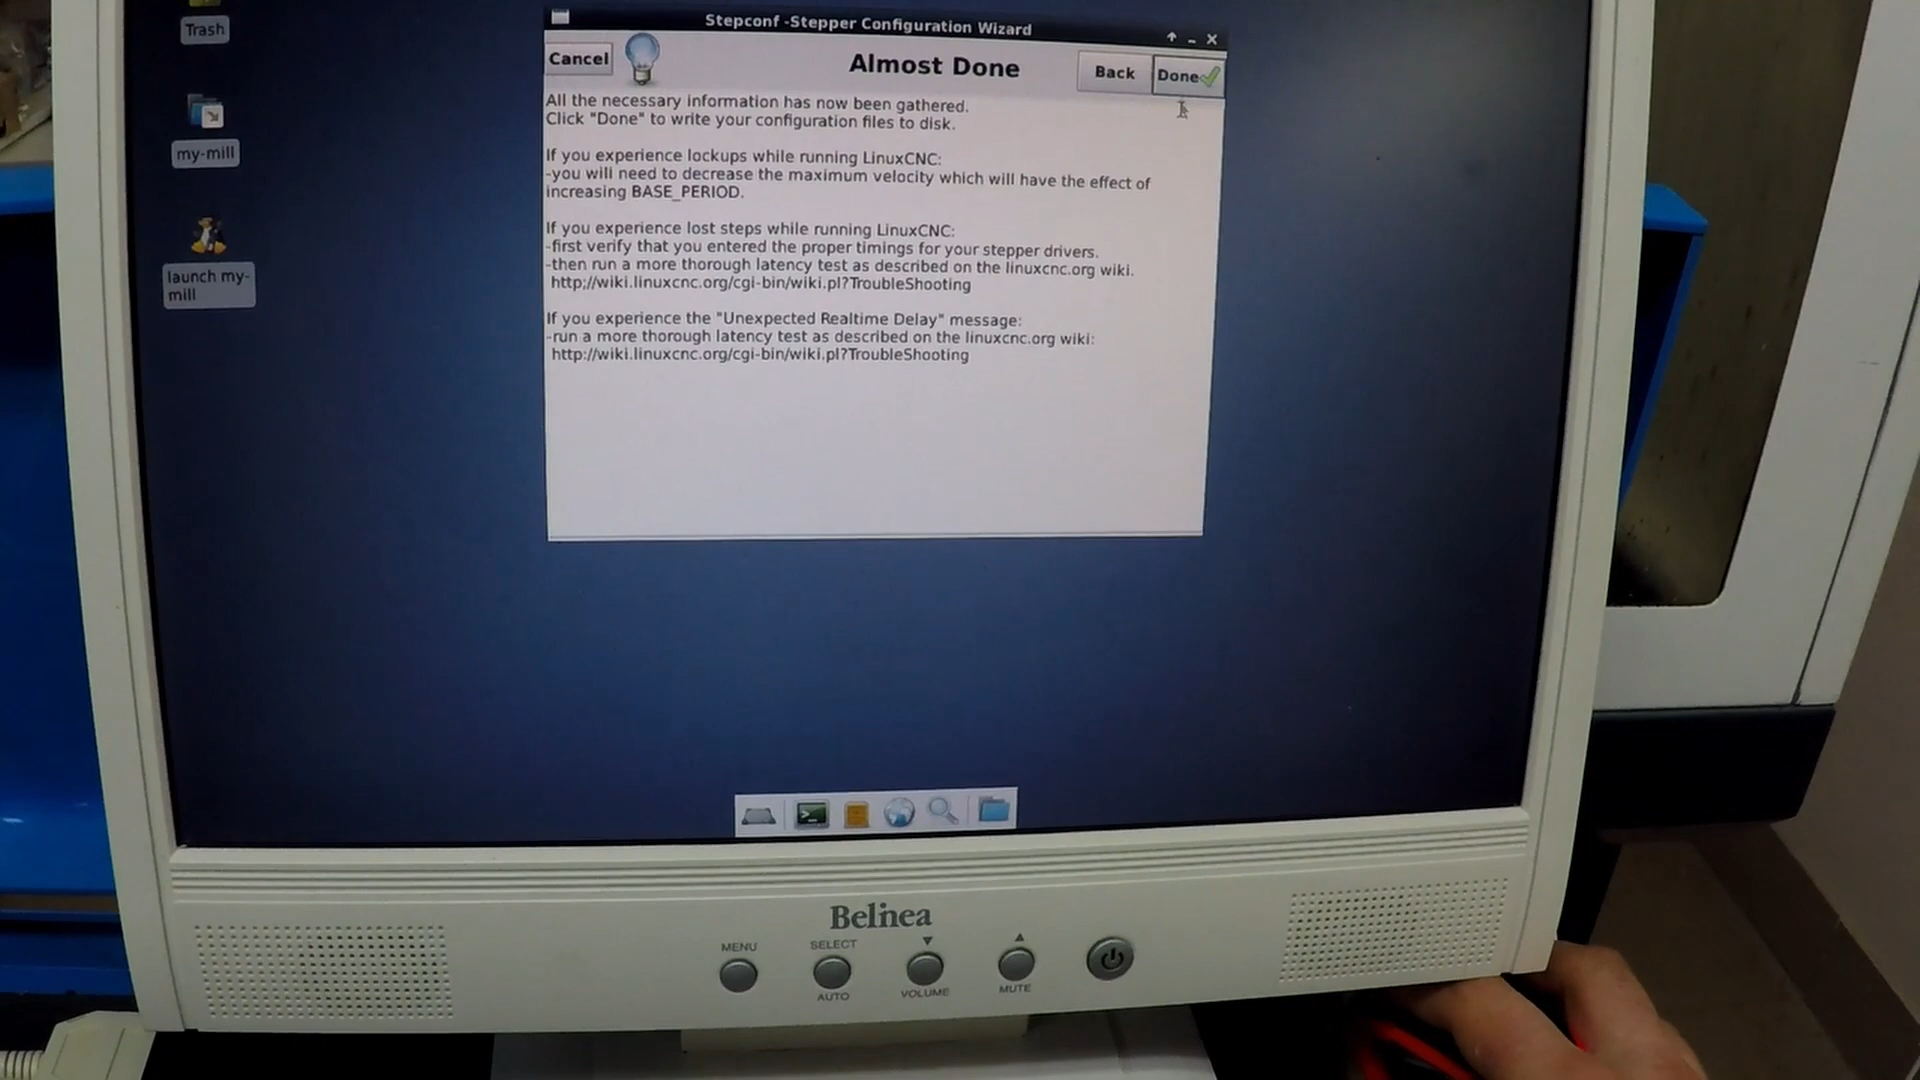 Trash
my-mill
launch my-
mill
Stepconf -Stepper Configuration Wizard
Cancel
Almost Done
Back
Done
All the necessary information has now been gathered.
Click "Done" to write your configuration files to disk.
If you experience lockups while running LinuxCNC:
-you will need to decrease the maximum velocity which will have the effect of
increasing BASE_PERIOD.
If you experience lost steps while running LinuxCNC:
-first verify that you entered the proper timings for your stepper drivers.
-then run a more thorough latency test as described on the linuxcnc.org wiki.
http://wiki.linuxcnc.org/cgi-bin/wiki.pl?TroubleShooting
If you experience the "Unexpected Realtime Delay" message:
-run a more thorough latency test as described on the linuxcnc.org wiki:
http://wiki.linuxcnc.org/cgi-bin/wiki.pl?TroubleShooting
Belinea
MENU
SELECT
AUTO
VOLUME
MUTE